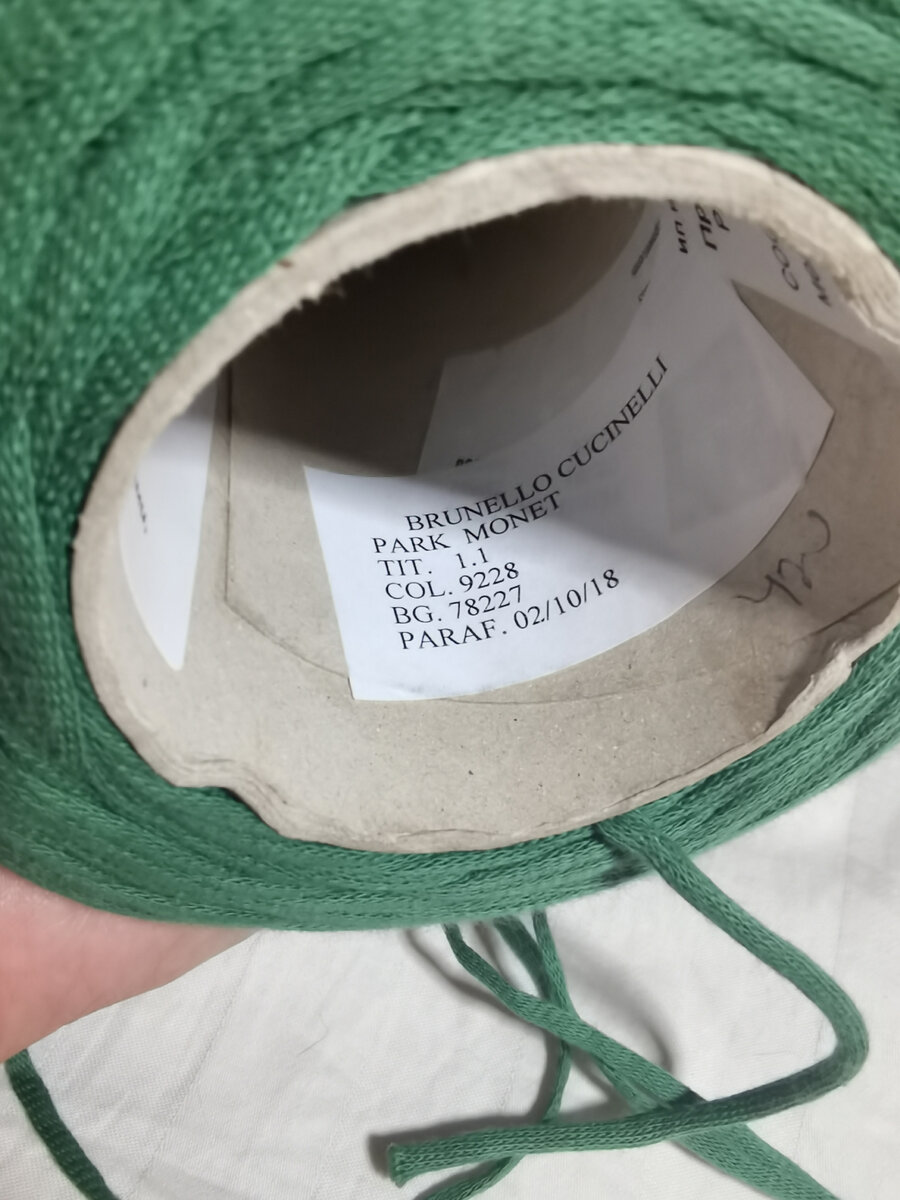 BRUNELLO CUCINELLI
PARK MONET
TIT. 1.1
COL. 9228
BG. 78227
PARAF. 02/10/18